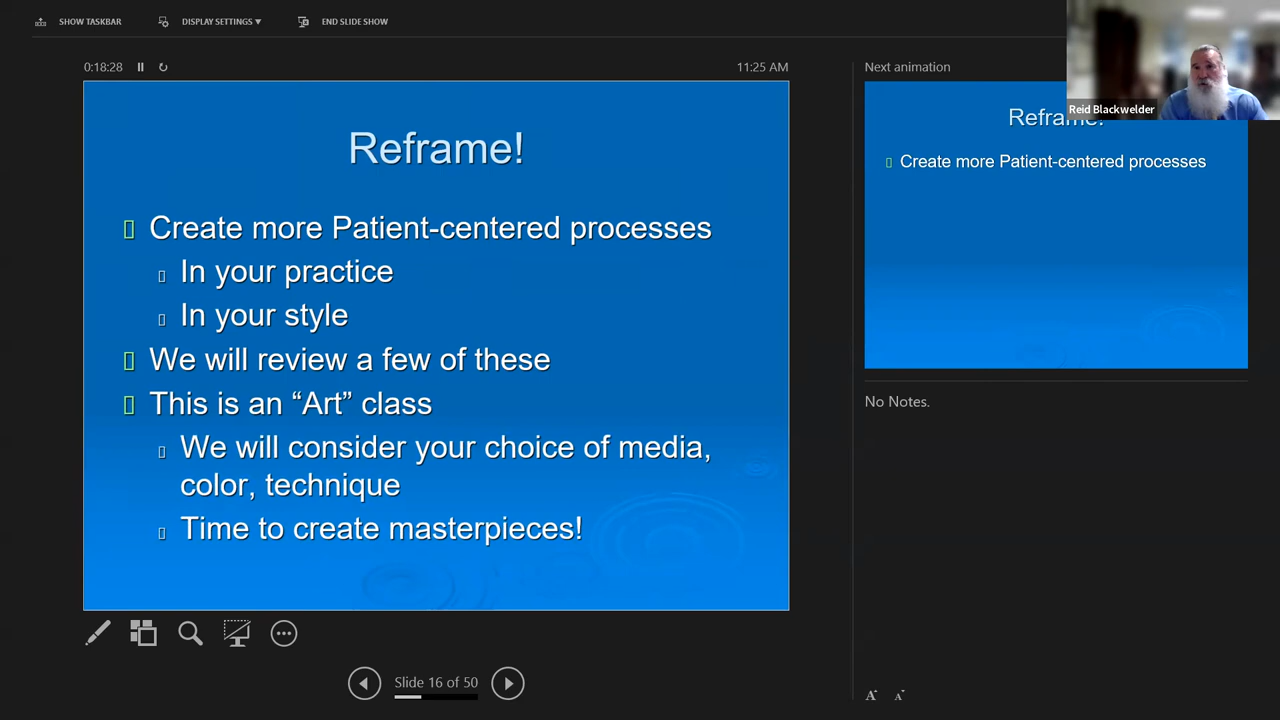 SHOW TASKBAR
DISPLAY SETTINGS ▼
END SLIDE SHOW
0:18:28
11:25 AM
Reframe!
Create more Patient-centered processes
In your practice
In your style
We will review a few of these
This is an “Art” class
We will consider your choice of media,
color, technique
Time to create masterpieces!
Slide 16 of 50
Next animation
Reid Blackwelder
Reframe!
Create more Patient-centered processes
No Notes.
A
A